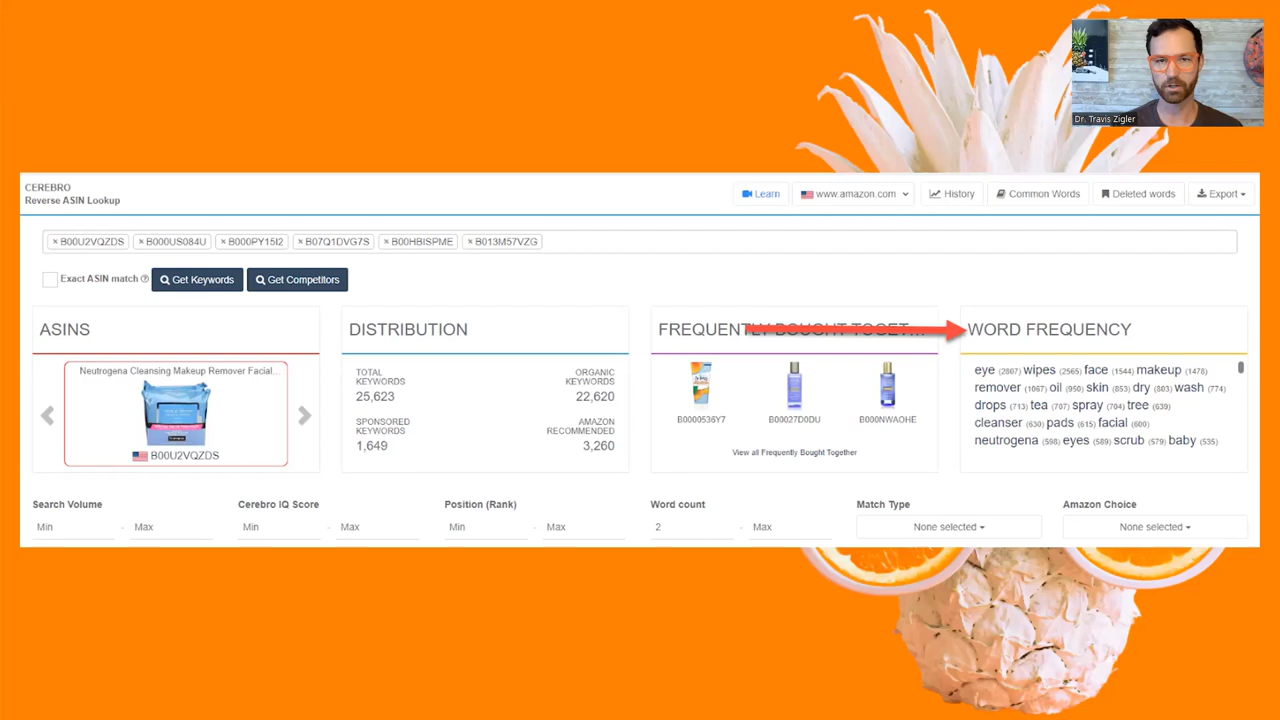 Dr. Travis Zigler
CEREBRO
Reverse ASIN Lookup
Learn
www.amazon.com
History
Common Words
Deleted words
Export
× B00U2VQZDS × B000US084U × B000PY15I2 × B07Q1DVG7S × B00HBISPME × B013M57VZG
Exact ASIN match
Get Keywords
Get Competitors
ASINS
Neutrogena Cleansing Makeup Remover Facial...
B00U2VQZDS
DISTRIBUTION
TOTAL KEYWORDS
25,623
ORGANIC KEYWORDS
22,620
SPONSORED KEYWORDS
1,649
AMAZON RECOMMENDED
3,260
FREQUENTLY BOUGHT TOGET...
B0000536Y7 B00027D0DU B000NWAOHE
View all Frequently Bought Together
WORD FREQUENCY
eye (2807) wipes (2565) face (1544) makeup (1478)
remover (1067) oil (950) skin (853) dry (803) wash (774)
drops (713) tea (707) spray (704) tree (639)
cleanser (630) pads (615) facial (600)
neutrogena (598) eyes (589) scrub (579) baby (535)
Search Volume
Min - Max
Cerebro IQ Score
Min - Max
Position (Rank)
Min - Max
Word count
2 - Max
Match Type
None selected
Amazon Choice
None selected